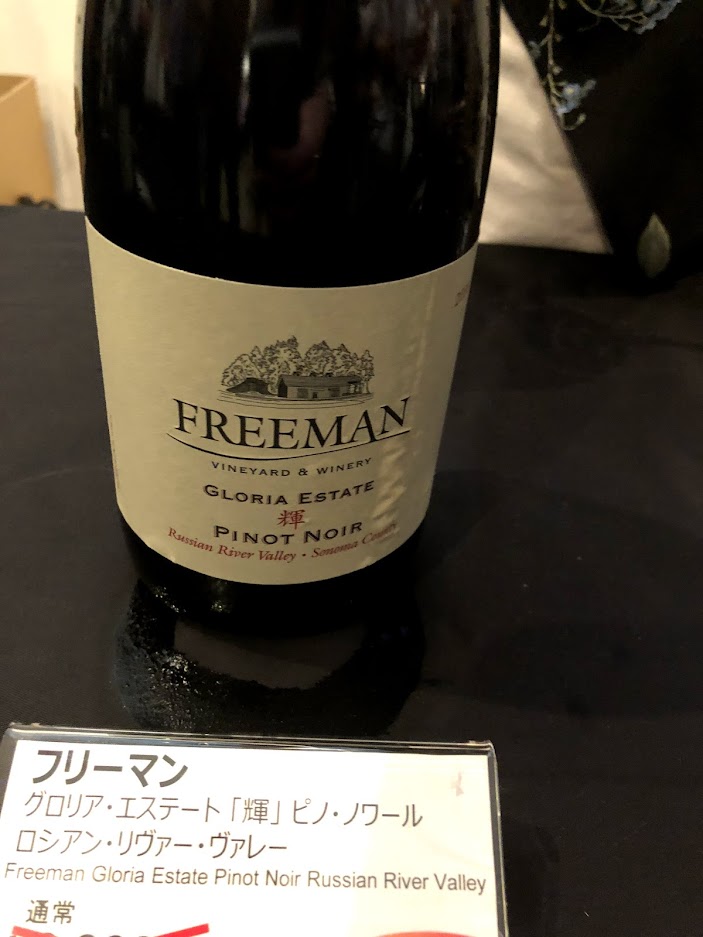 FREEMAN
VINEYARD & WINERY
GLORIA ESTATE
輝
PINOT NOIR
Russian River Valley • Sonoma County
フリーマン
グロリア・エステート「輝」ピノ・ノワール
ロシアン・リヴァー・ヴァレー
Freeman Gloria Estate Pinot Noir Russian River Valley
通常